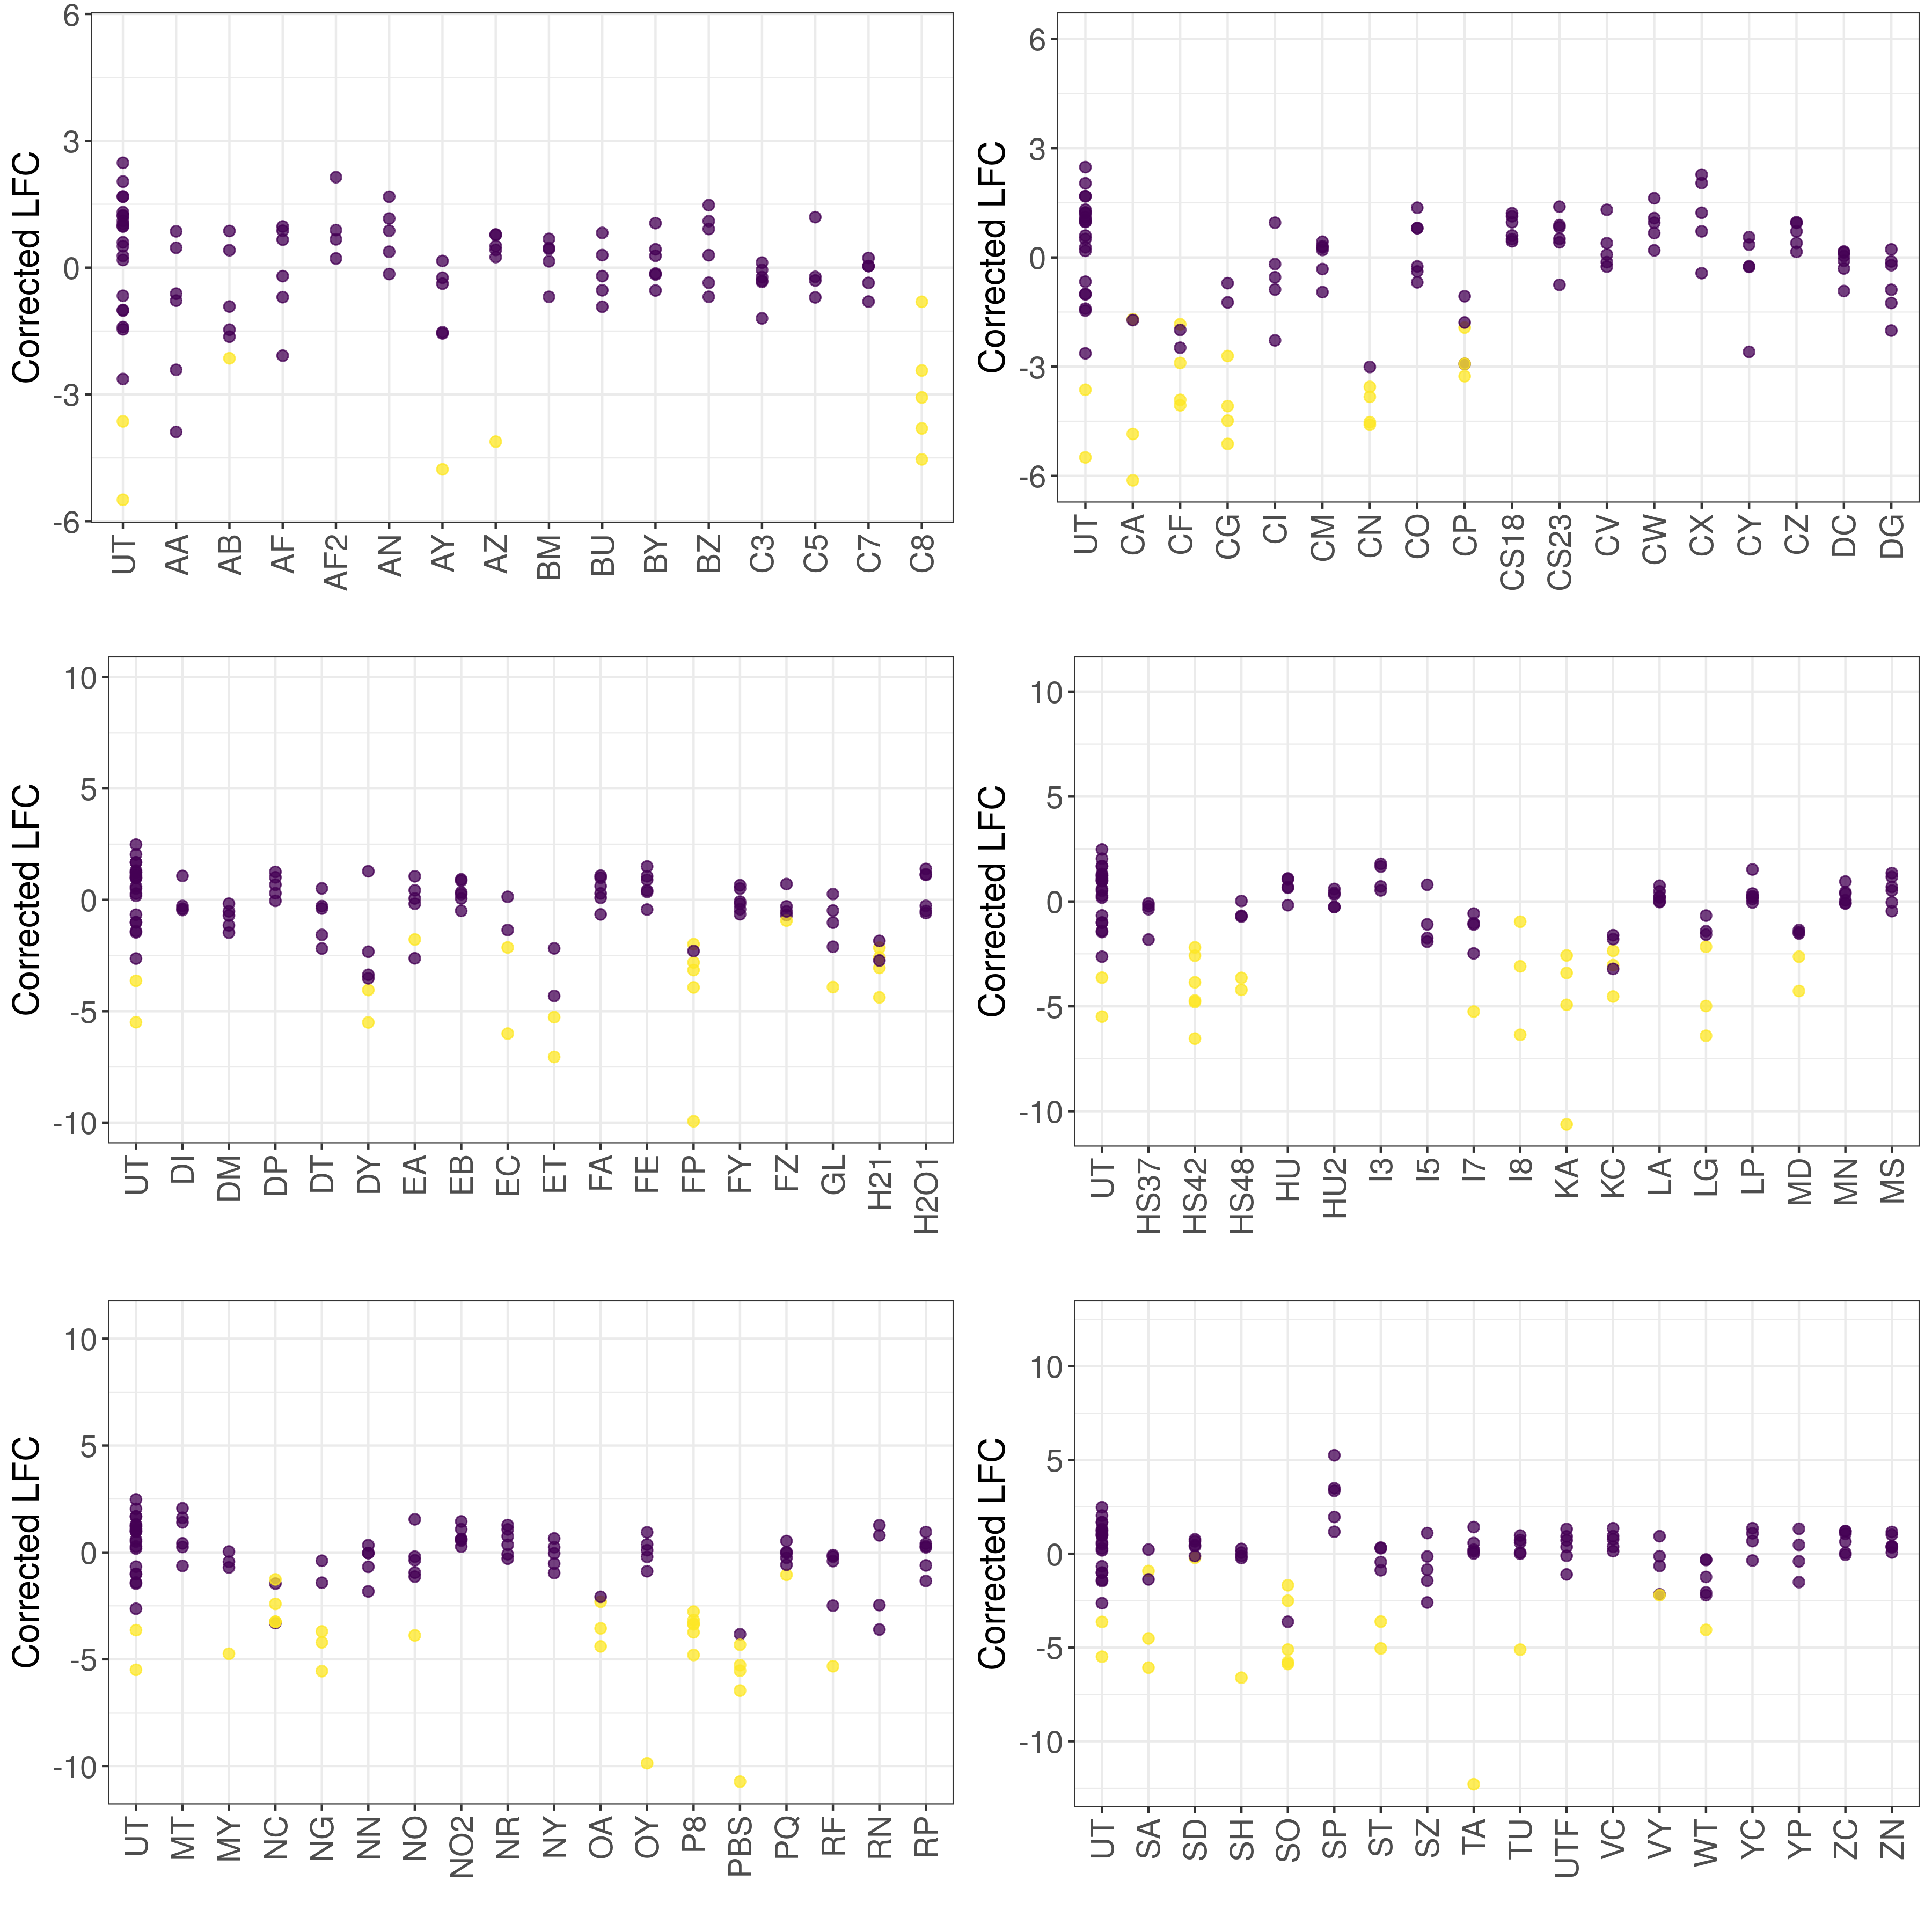 Corrected LFC
6
3
0
-3
-6
UT AA AB AF AF2 AN AY AZ BM BU BY BZ C3 C5 C7 C8
Corrected LFC
6
3
0
-3
-6
UT CA CF CG CI CM CN CO CP CS18 CS23 CV CW CX CY CZ DC DG
Corrected LFC
10
5
0
-5
-10
UT DI DM DP DT DY EA EB EC ET FA FE FP FY FZ GL H21 H2O1
Corrected LFC
10
5
0
-5
-10
UT HS37 HS42 HS48 HU HU2 I3 I5 I7 I8 KA KC LA LG LP MD MN MS
Corrected LFC
10
5
0
-5
-10
UT MT MY NC NG NN NO NO2 NR NY OA OY P8 PBS PQ RF RN RP
Corrected LFC
10
5
0
-5
-10
UT SA SD SH SO SP ST SZ TA TU UTF VC VY WT YC YP ZC ZN